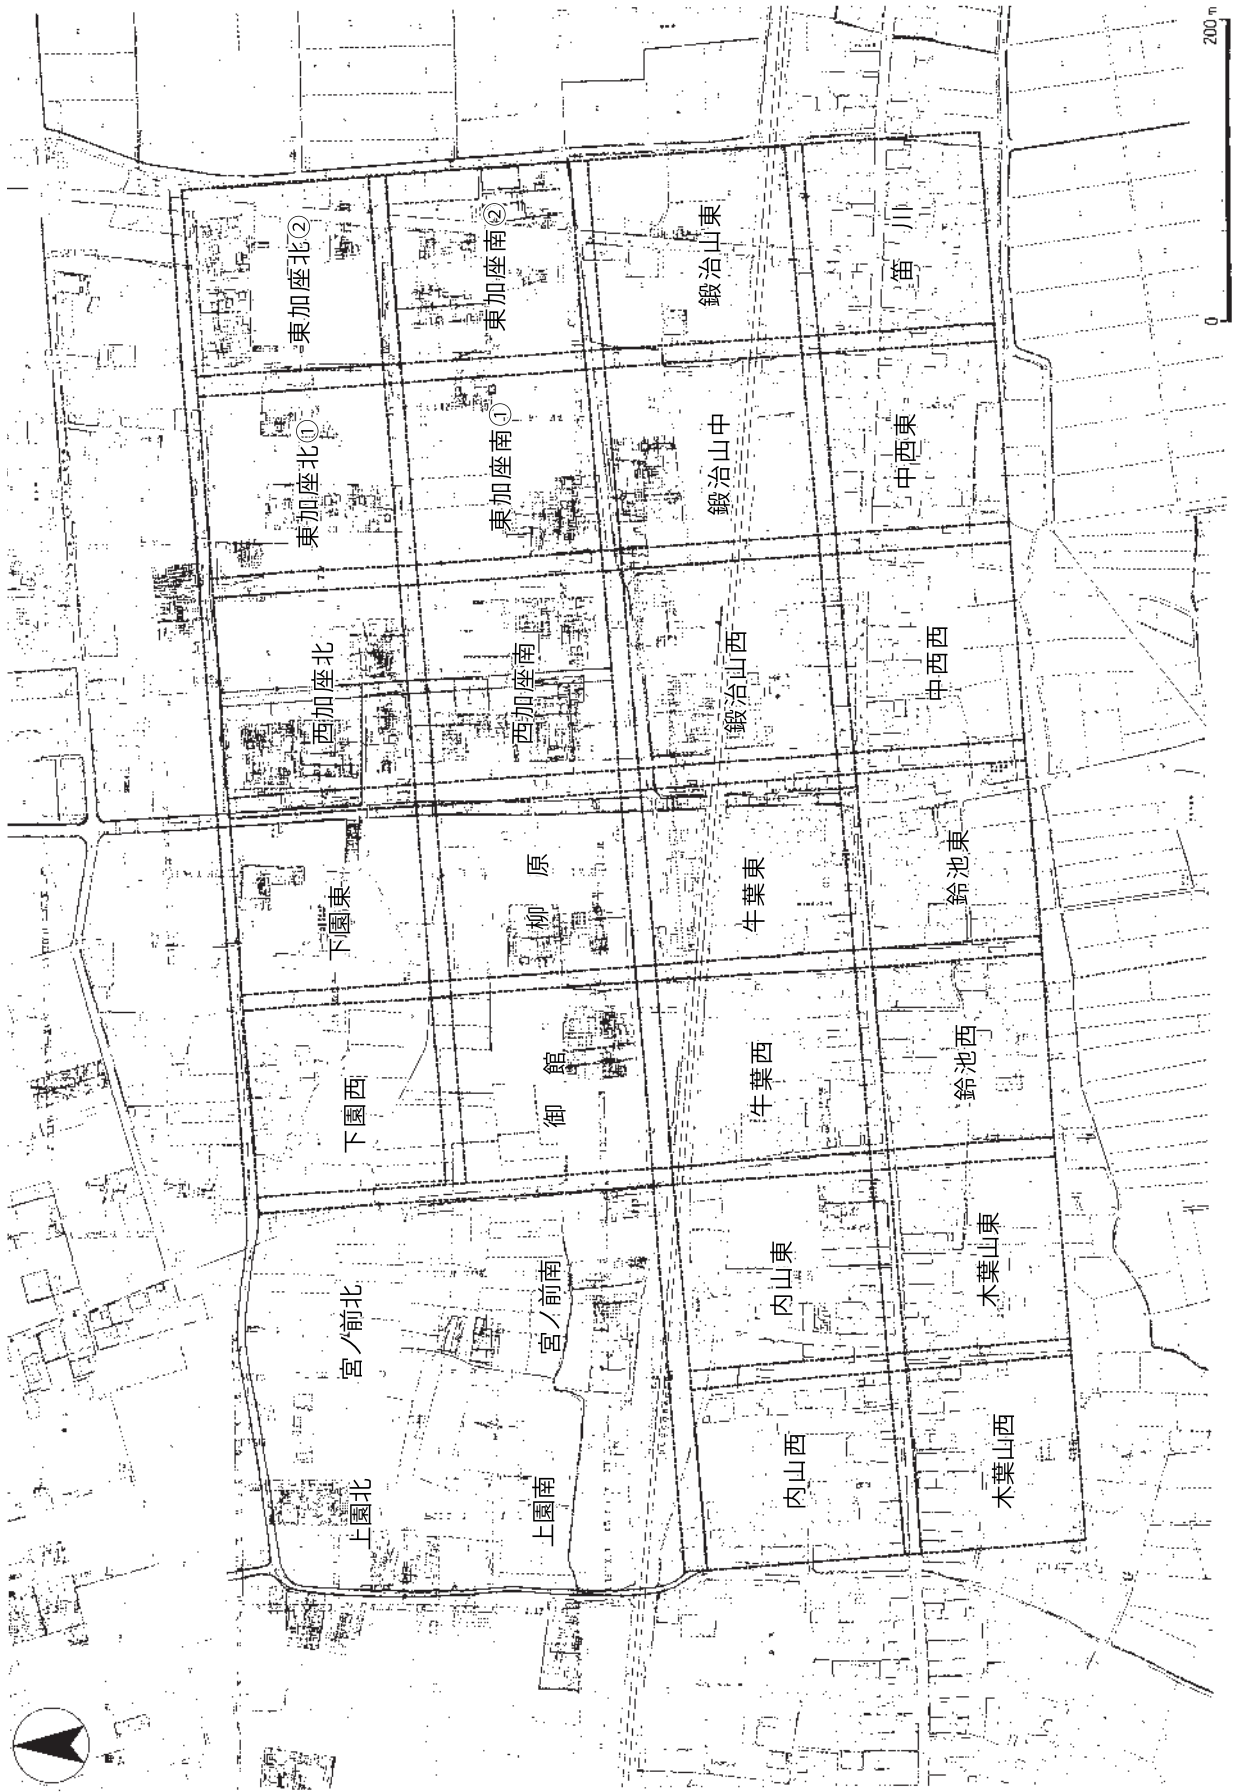 東加座北②
東加座南②
鍛冶山東
笛川
東加座北①
東加座南①
鍛治山中
中西東
西加座北
西加座南
鍛治山西
中西西
下園東
柳原
牛葉東
鈴池東
下園西
御館
牛葉西
鈴池西
宮ノ前北
宮ノ前南
内山東
木葉山東
上園北
上園南
内山西
木葉山西
0
200m